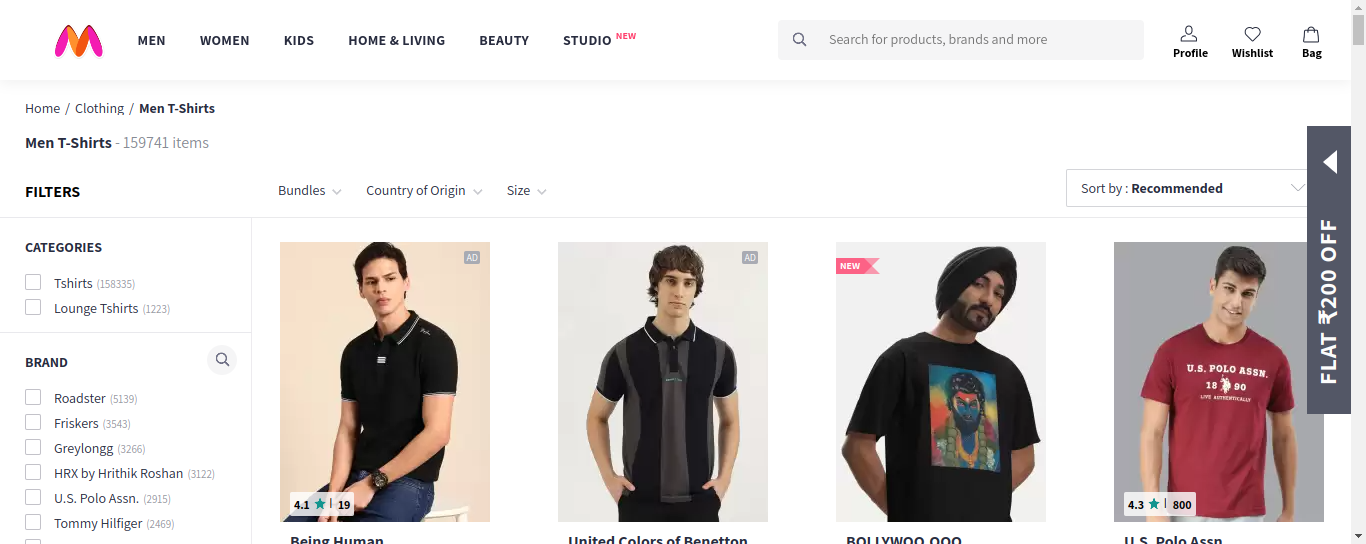 MEN WOMEN KIDS HOME & LIVING BEAUTY STUDIO NEW Search for products, brands and more Profile Wishlist Bag
Home / Clothing / Men T-Shirts
Men T-Shirts - 159741 items
FILTERS Bundles Country of Origin Size Sort by : Recommended
FLAT ₹200 OFF
CATEGORIES
Tshirts (158335)
Lounge Tshirts (1223)
BRAND
Roadster (5139)
Friskers (3543)
Greylongg (3266)
HRX by Hrithik Roshan (3122)
U.S. Polo Assn. (2915)
Tommy Hilfiger (2469)
AD
4.1 ★ | 19
Being Human
AD
United Colors of Benetton
NEW
BOLLYWOO.OOO
U.S. POLO ASSN.
18 90
LIVE AUTHENTICALLY
4.3 ★ | 800
U.S. Polo Assn.